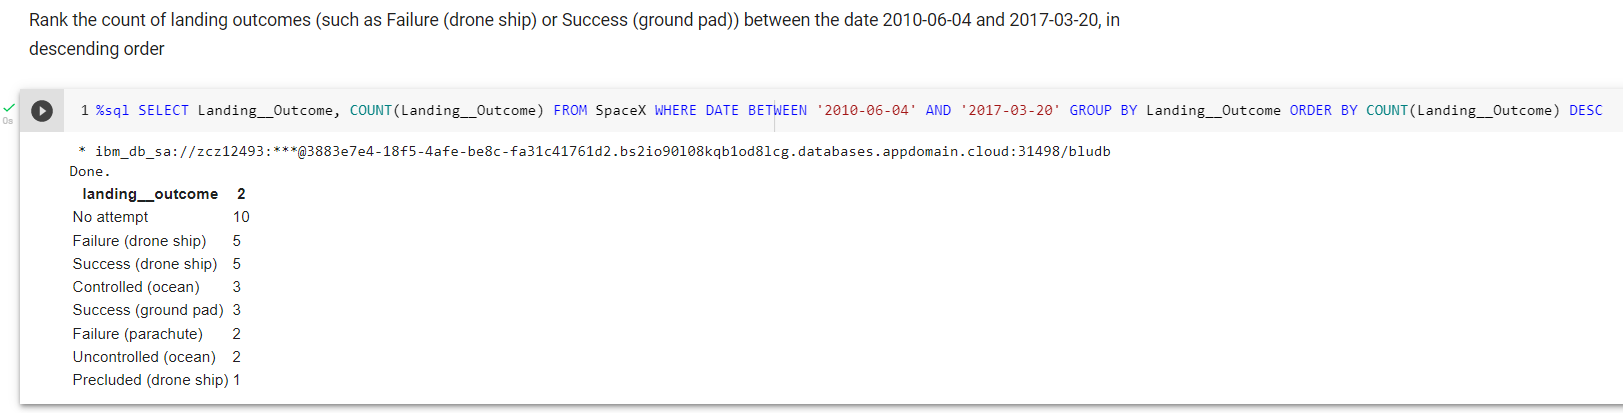 Rank the count of landing outcomes (such as Failure (drone ship) or Success (ground pad)) between the date 2010-06-04 and 2017-03-20, in
descending order
1 %sql SELECT Landing__Outcome, COUNT(Landing__Outcome) FROM SpaceX WHERE DATE BETWEEN '2010-06-04' AND '2017-03-20' GROUP BY Landing__Outcome ORDER BY COUNT(Landing__Outcome) DESC
0s
* ibm_db_sa://zcz12493:***@3883e7e4-18f5-4afe-be8c-fa31c41761d2.bs2io90l08kqb1od8lcg.databases.appdomain.cloud:31498/bludb
Done.
landing__outcome 2
No attempt 10
Failure (drone ship) 5
Success (drone ship) 5
Controlled (ocean) 3
Success (ground pad) 3
Failure (parachute) 2
Uncontrolled (ocean) 2
Precluded (drone ship) 1